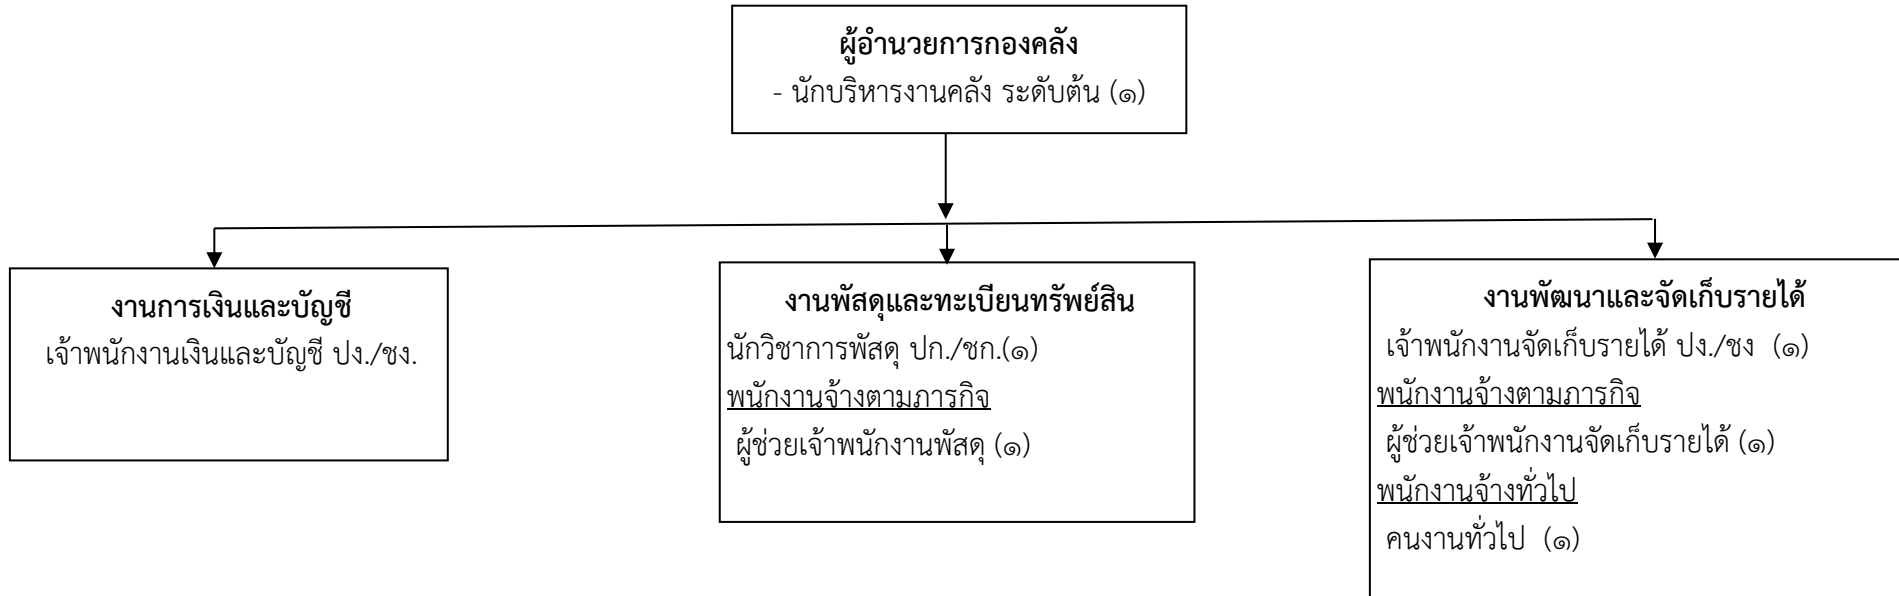 ผู้อำนวยการกองคลัง
- นักบริหารงานคลัง ระดับต้น (๑)
งานการเงินและบัญชี
เจ้าพนักงานเงินและบัญชี ปง./ชง.
งานพัสดุและทะเบียนทรัพย์สิน
นักวิชาการพัสดุ ปก./ชก.(๑)
พนักงานจ้างตามภารกิจ
ผู้ช่วยเจ้าพนักงานพัสดุ (๑)
งานพัฒนาและจัดเก็บรายได้
เจ้าพนักงานจัดเก็บรายได้ ปง./ชง (๑)
พนักงานจ้างตามภารกิจ
ผู้ช่วยเจ้าพนักงานจัดเก็บรายได้ (๑)
พนักงานจ้างทั่วไป
คนงานทั่วไป (๑)